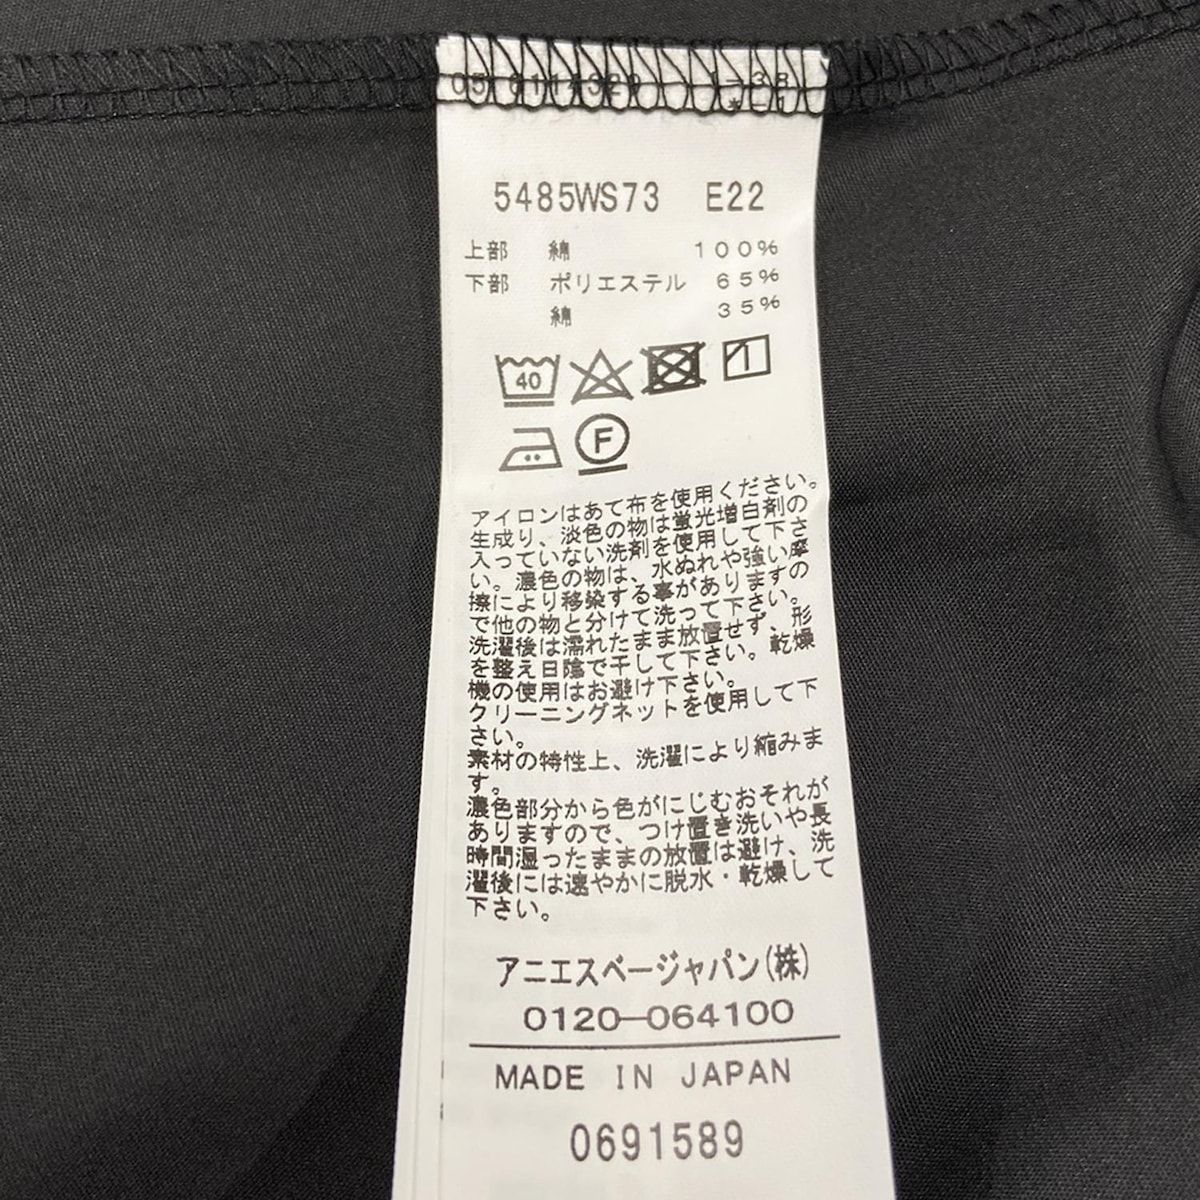 5485WS73 E22
上部 綿 100%
下部 ポリエステル 65%
綿 35%
40
F
アイロンはあて布を使用ください。
生成り、淡色の物は蛍光増白剤の
入っていない洗剤を使用して下さ
い。濃色の物は、水ぬれや強い摩
擦により移染する事がありますの
で他の物と分けて洗って下さい。
洗濯後は濡れたまま放置せず、形
を整え日陰で干して下さい。乾燥
機の使用はお避け下さい。
クリーニングネットを使用して下
さい。
素材の特性上、洗濯により縮みま
す。
濃色部分から色がにじむおそれが
ありますので、つけ置き洗いや長
時間湿ったままの放置は避け、洗
濯後には速やかに脱水・乾燥して
下さい。
アニエスベージャパン(株)
0120-064100
MADE IN JAPAN
0691589